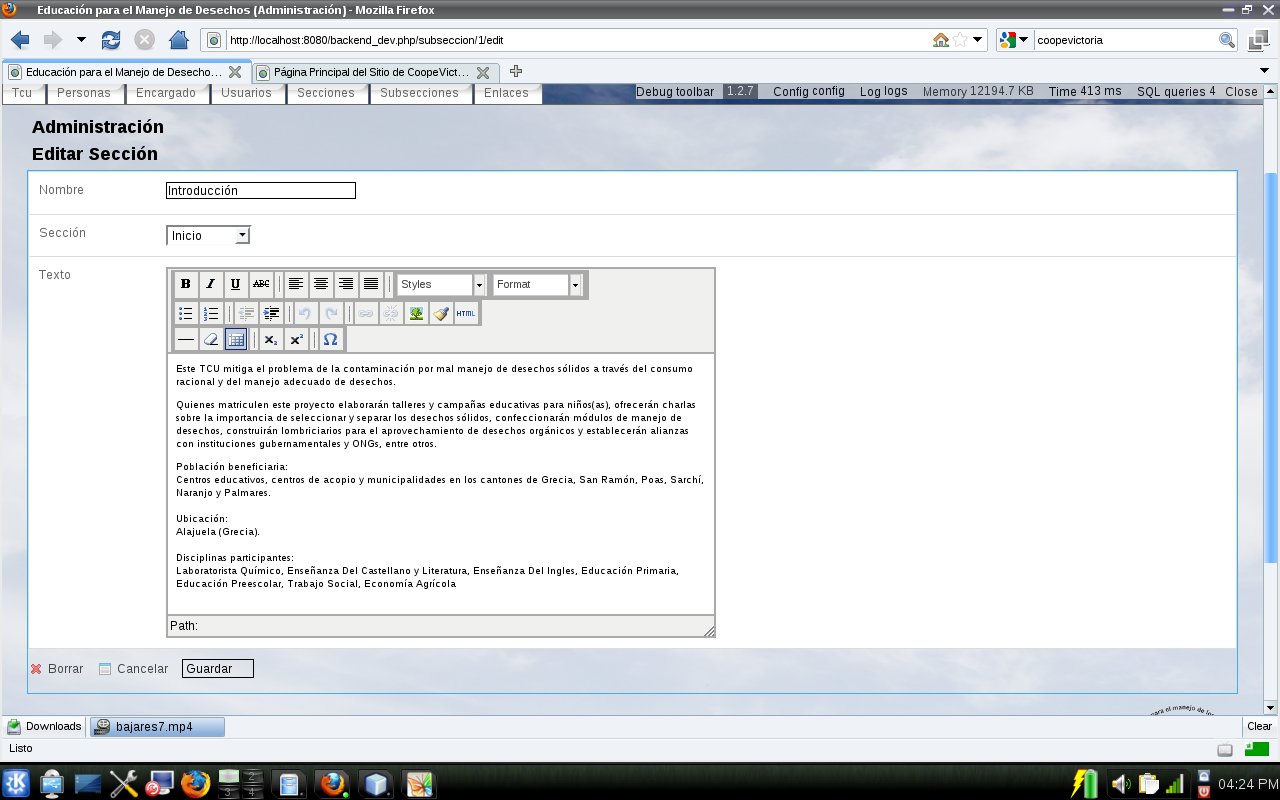 Educación para el Manejo de Desechos (Administración) - Mozilla Firefox
http://localhost:8080/backend_dev.php/subseccion/1/edit
coopevictoria
Educación para el Manejo de Desecho...
Página Principal del Sitio de CoopeVict...
Tcu
Personas
Encargado
Usuarios
Secciones
Subsecciones
Enlaces
Debug toolbar 1.2.7 Config config Log logs Memory 12194.7 KB Time 413 ms SQL queries 4 Close
Administración
Editar Sección
Nombre
Introducción
Sección
Inicio
Texto
B I U ABC
Styles
Format
HTML
Este TCU mitiga el problema de la contaminación por mal manejo de desechos sólidos a través del consumo
racional y del manejo adecuado de desechos.
Quienes matriculen este proyecto elaborarán talleres y campañas educativas para niños(as), ofrecerán charlas
sobre la importancia de seleccionar y separar los desechos sólidos, confeccionarán módulos de manejo de
desechos, construirán lombriciarios para el aprovechamiento de desechos orgánicos y establecerán alianzas
con instituciones gubernamentales y ONGs, entre otros.
Población beneficiaria:
Centros educativos, centros de acopio y municipalidades en los cantones de Grecia, San Ramón, Poas, Sarchí,
Naranjo y Palmares.
Ubicación:
Alajuela (Grecia).
Disciplinas participantes:
Laboratorista Químico, Enseñanza Del Castellano y Literatura, Enseñanza Del Ingles, Educación Primaria,
Educación Preescolar, Trabajo Social, Economía Agrícola
Path:
Borrar
Cancelar
Guardar
para el manejo de
Downloads
bajares7.mp4
Clear
Listo
2
3 4
04:24 PM